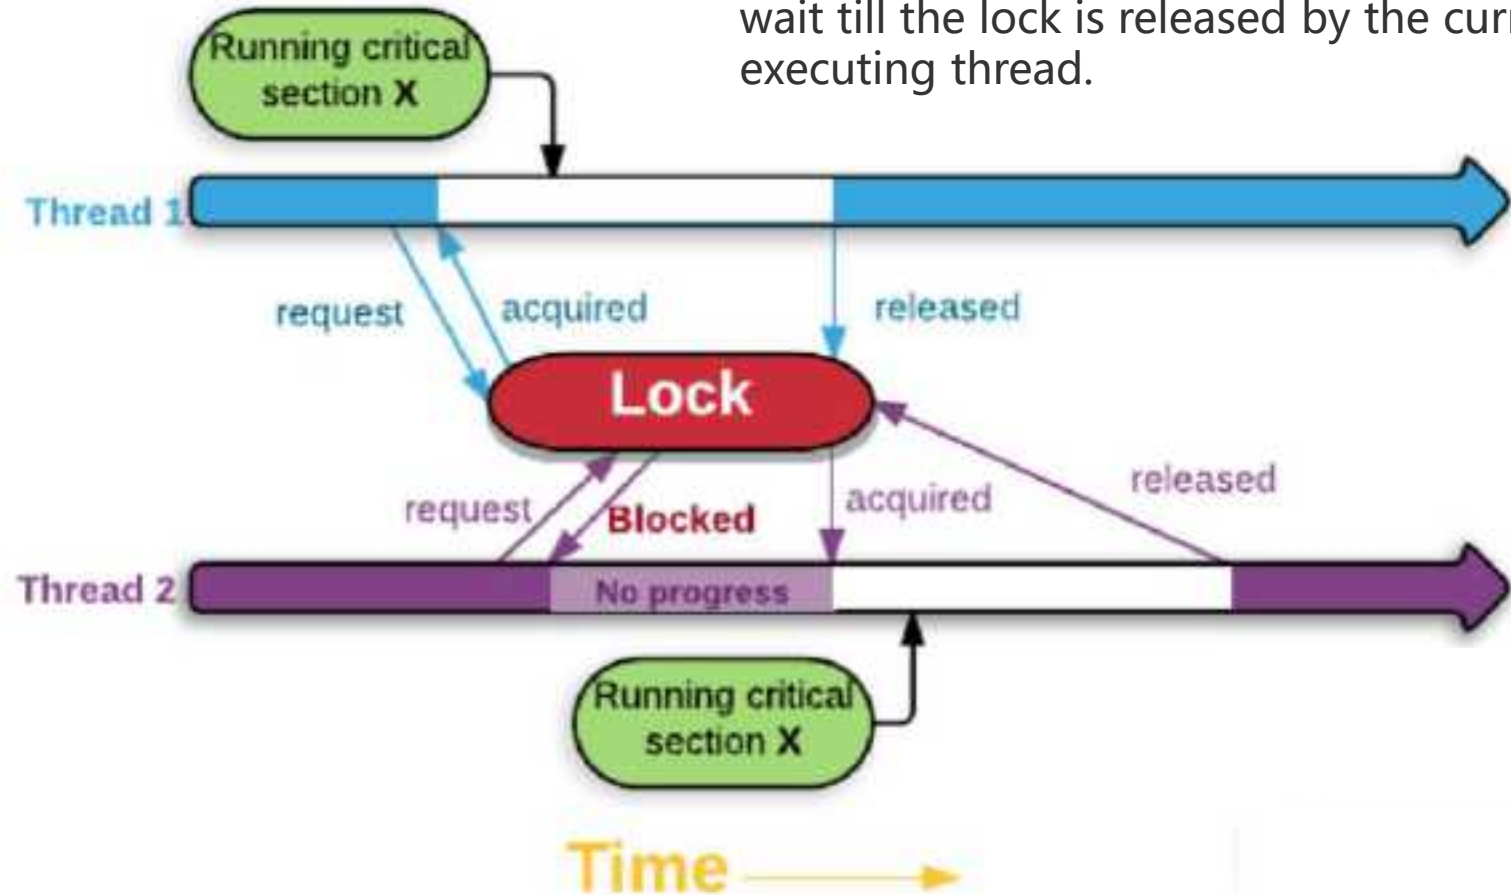 wait till the lock is released by the
executing thread.
Running critical
section X
Thread 1
request
acquired
released
Lock
request
Blocked
acquired
released
Thread 2
No progress
Running critical
section X
Time